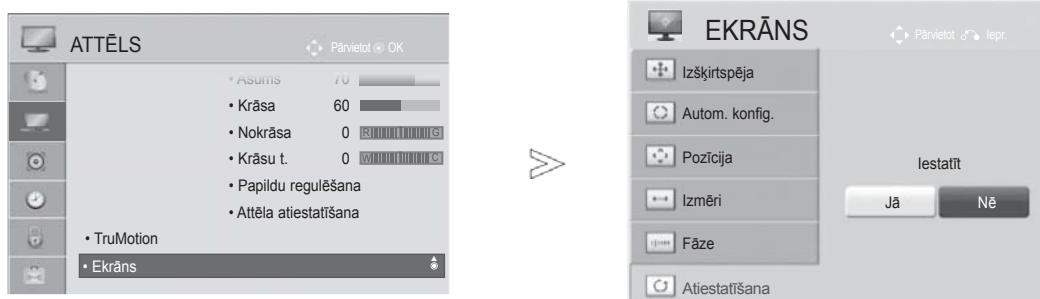 ATTĒLS
Pārvietot OK
• Asums 70
• Krāsa 60
• Nokrāsa 0 R G
• Krāsu t. 0 W C
• Papildu regulēšana
• Attēla atiestatīšana
• TruMotion
• Ekrāns
EKRĀNS
Pārvietot Iepr.
Izšķirtspēja
Autom. konfig.
Pozīcija
Izmēri
Fāze
Atiestatīšana
Iestatīt
Jā Nē